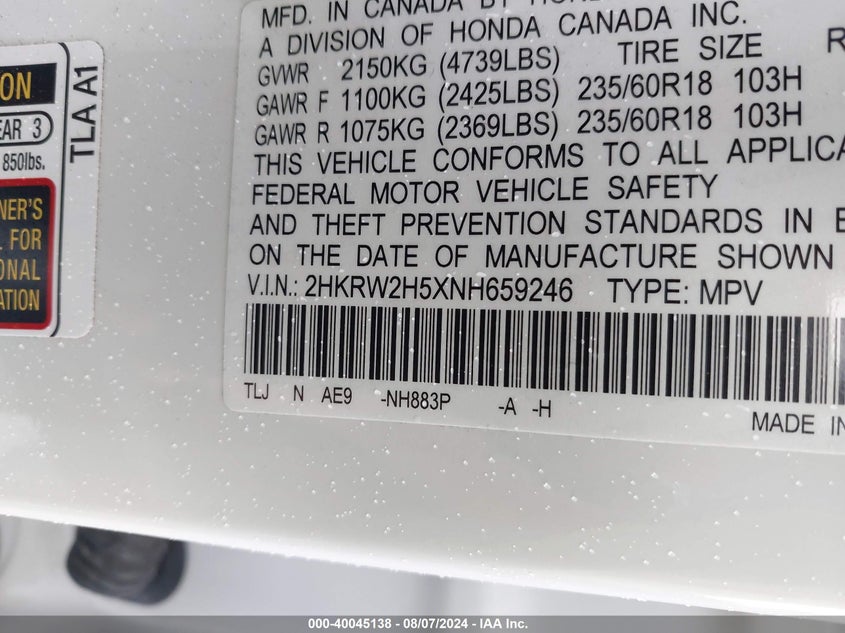 MFD. IN CANADA BY
A DIVISION OF HONDA CANADA INC.
GVWR 2150KG (4739LBS) TIRE SIZE R
GAWR F 1100KG (2425LBS) 235/60R18 103H
GAWR R 1075KG (2369LBS) 235/60R18 103H
THIS VEHICLE CONFORMS TO ALL APPLICA
FEDERAL MOTOR VEHICLE SAFETY
AND THEFT PREVENTION STANDARDS IN E
ON THE DATE OF MANUFACTURE SHOWN
V.I.N.: 2HKRW2H5XNH659246 TYPE: MPV
TLJ N AE9 -NH883P -A -H
MADE IN
ON
EAR 3
850lbs.
TLA A1
NER'S
L FOR
IONAL
ATION
000-40045138 - 08/07/2024 - IAA Inc.